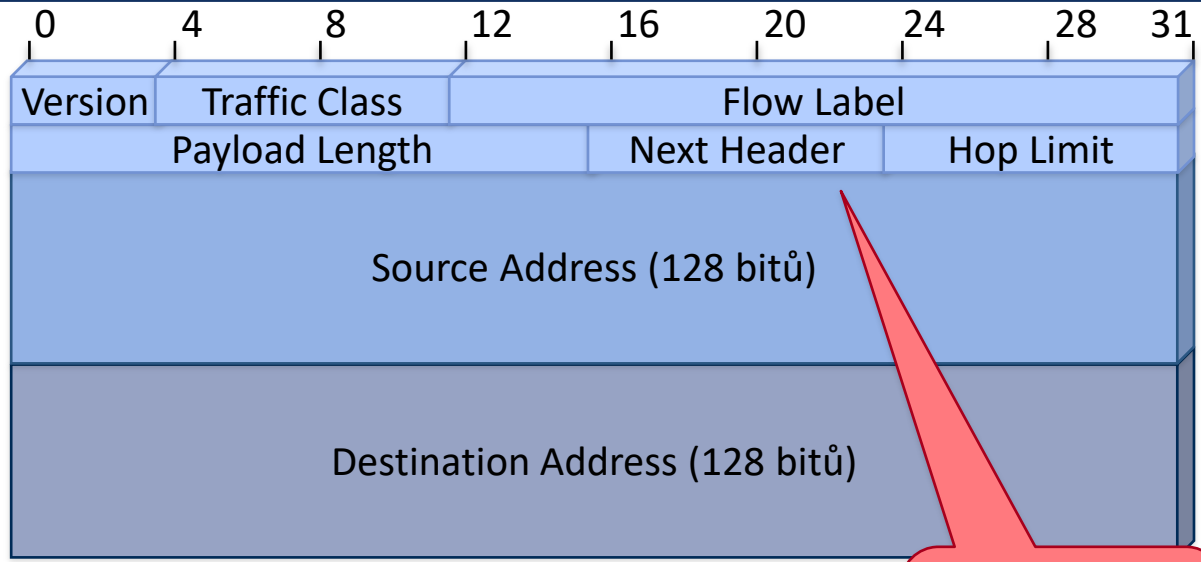 0 4 8 12 16 20 24 28 31
Version Traffic Class Flow Label
Payload Length Next Header Hop Limit
Source Address (128 bitů)
Destination Address (128 bitů)